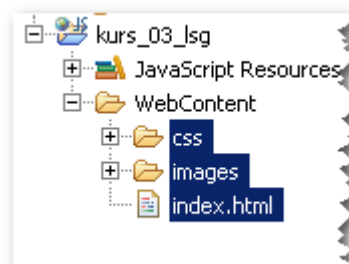 kurs_03_lsg
JavaScript Resources
WebContent
css
images
index.html